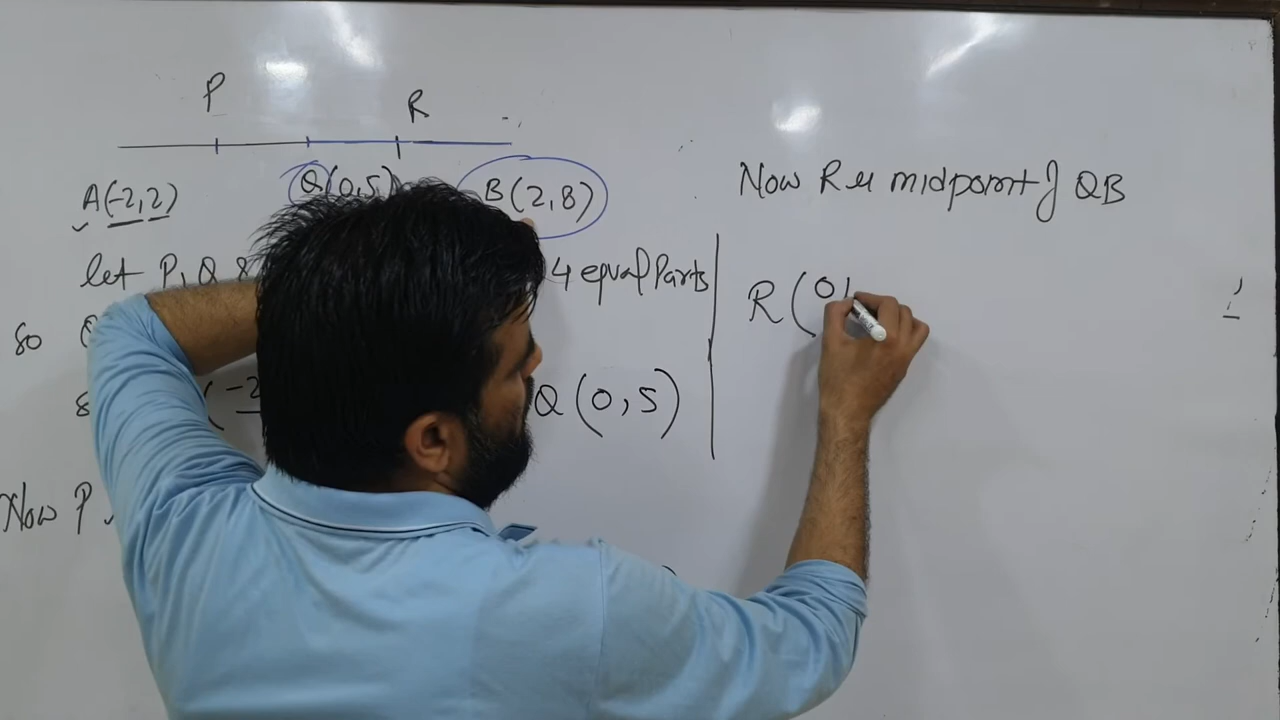 P R
A(-2,2) Q(0,5) B(2,8)
let P, Q & 4 equal Parts
so Q
(-2 Q(0,5)
Now P
Now R is midpoint of QB
R(0